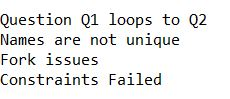 Question Q1 loops to Q2
Names are not unique
Fork issues
Constraints Failed